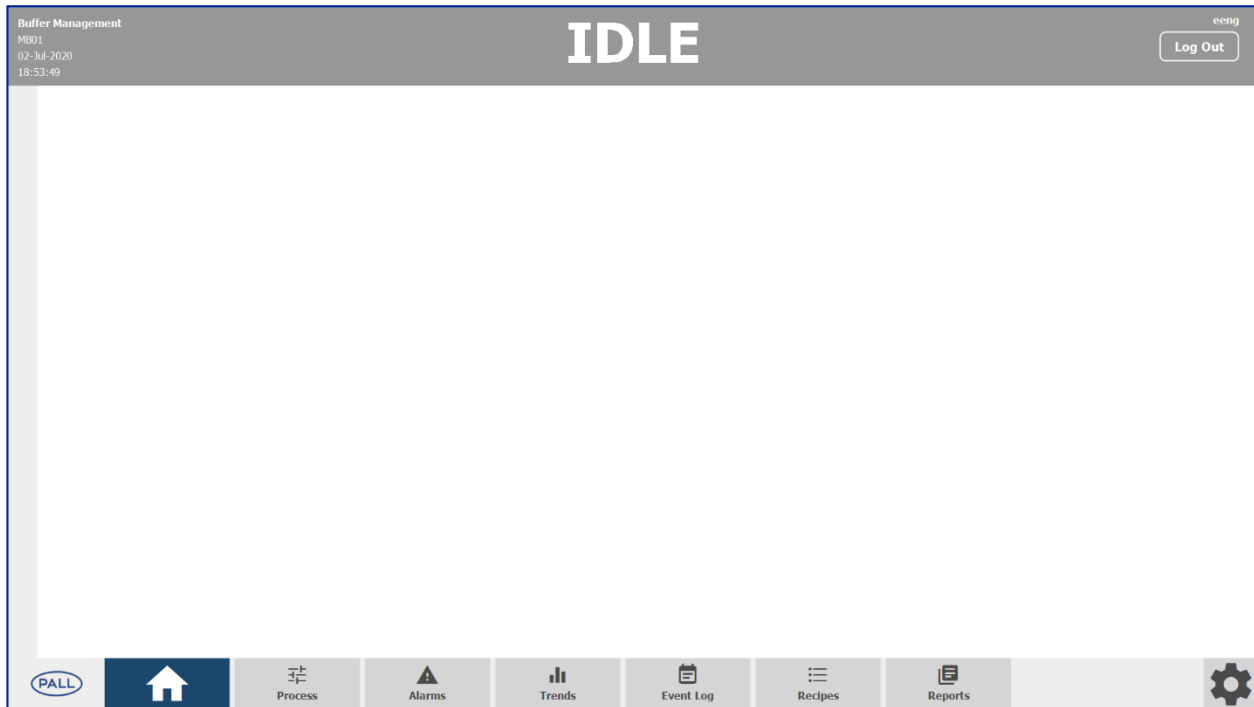 Buffer Management
MB01
02-Jul-2020
18:53:49
IDLE
eeng
Log Out
PALL
Process
Alarms
Trends
Event Log
Recipes
Reports